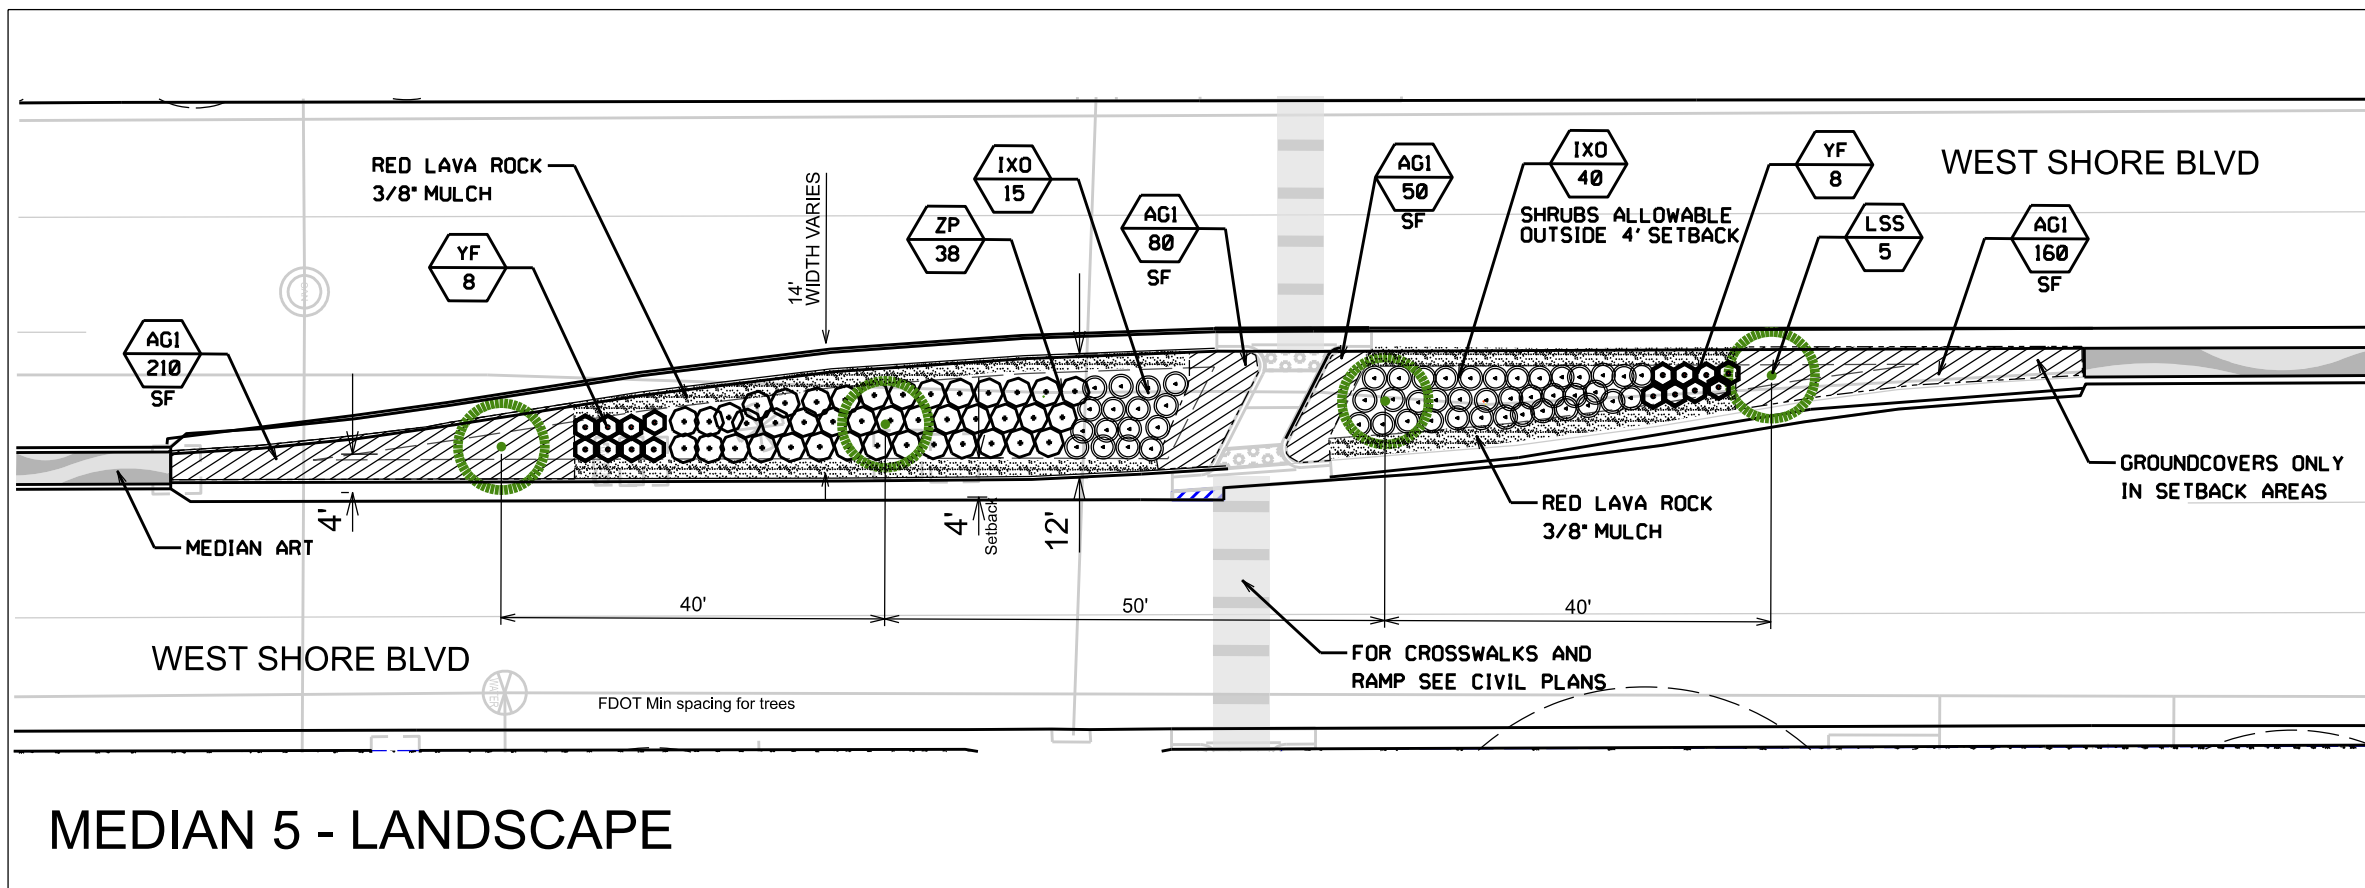 RED LAVA ROCK
3/8" MULCH
YF
8
AG1
210
SF
14'
WIDTH VARIES
ZP
38
IXO
15
AG1
80
SF
AG1
50
SF
IXO
40
SHRUBS ALLOWABLE
OUTSIDE 4' SETBACK
YF
8
LSS
5
WEST SHORE BLVD
AG1
160
SF
GROUNDCOVERS ONLY
IN SETBACK AREAS
RED LAVA ROCK
3/8" MULCH
4'
MEDIAN ART
4'
Setback
12'
40'
50'
40'
FOR CROSSWALKS AND
RAMP SEE CIVIL PLANS
WEST SHORE BLVD
WATER
FDOT Min spacing for trees
MEDIAN 5 - LANDSCAPE